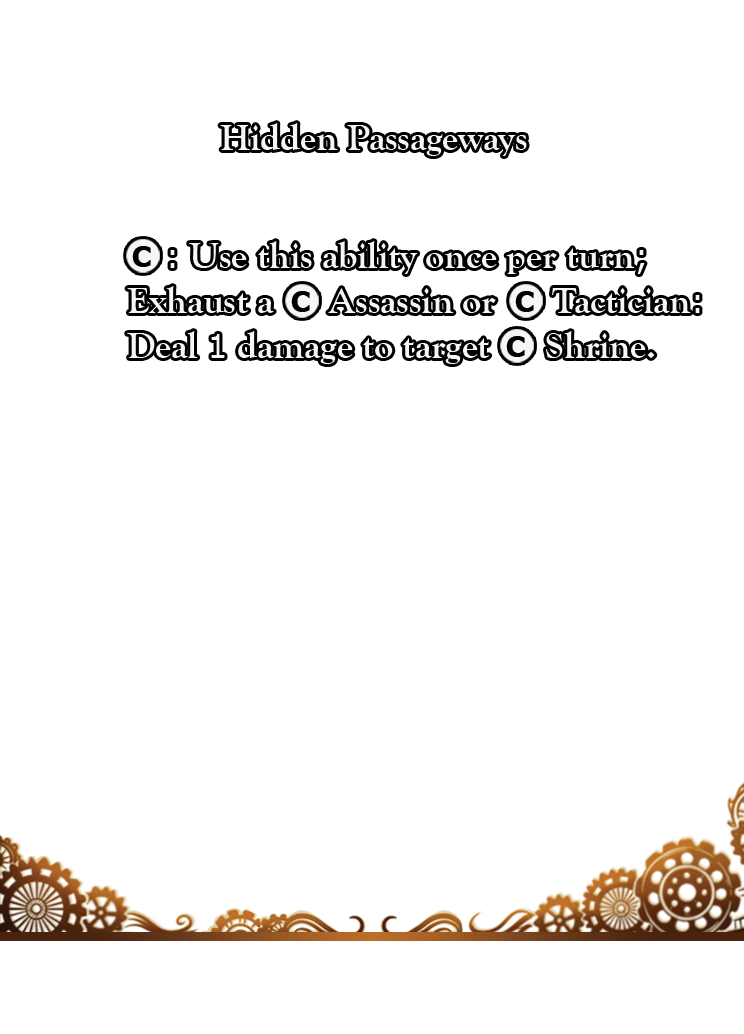 Hidden Passageways
Ⓒ: Use this ability once per turn;
Exhaust a Ⓒ Assassin or Ⓒ Tactician:
Deal 1 damage to target Ⓒ Shrine.